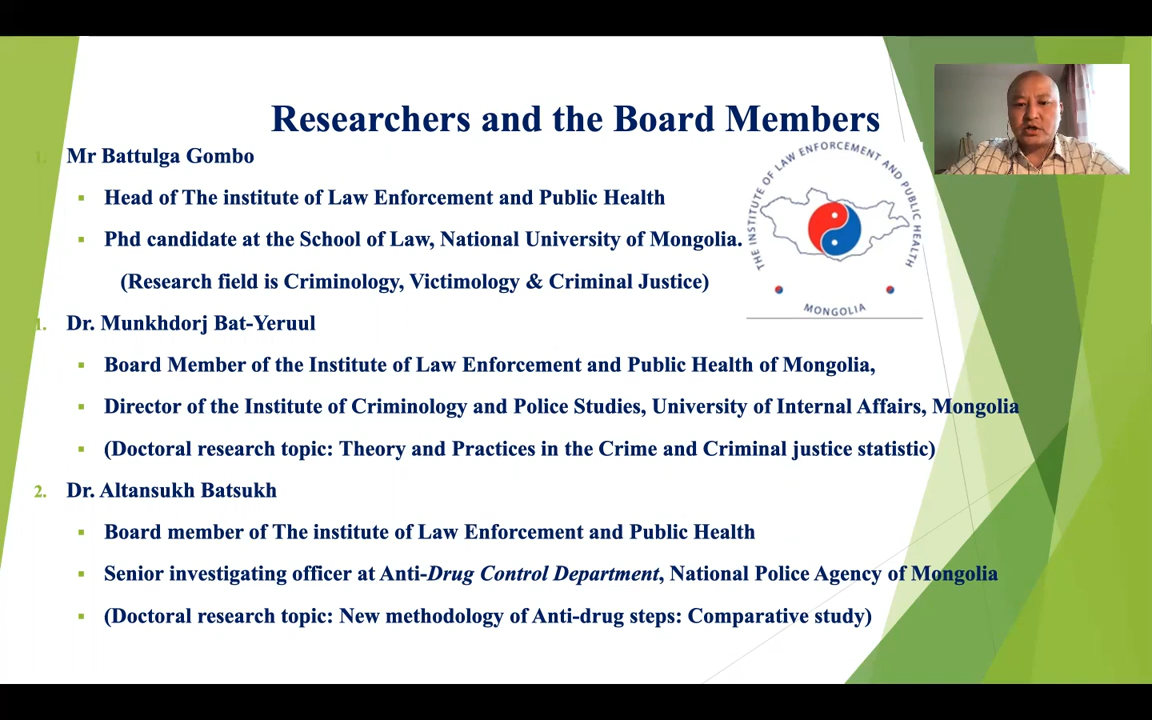 Researchers and the Board Members
1. Mr Battulga Gombo
▪ Head of The institute of Law Enforcement and Public Health
▪ Phd candidate at the School of Law, National University of Mongolia.
(Research field is Criminology, Victimology & Criminal Justice)
1. Dr. Munkhdorj Bat-Yeruul
▪ Board Member of the Institute of Law Enforcement and Public Health of Mongolia,
▪ Director of the Institute of Criminology and Police Studies, University of Internal Affairs, Mongolia
▪ (Doctoral research topic: Theory and Practices in the Crime and Criminal justice statistic)
2. Dr. Altansukh Batsukh
▪ Board member of The institute of Law Enforcement and Public Health
▪ Senior investigating officer at Anti-Drug Control Department, National Police Agency of Mongolia
▪ (Doctoral research topic: New methodology of Anti-drug steps: Comparative study)
THE INSTITUTE OF LAW ENFORCEMENT AND PUBLIC HEALTH
MONGOLIA